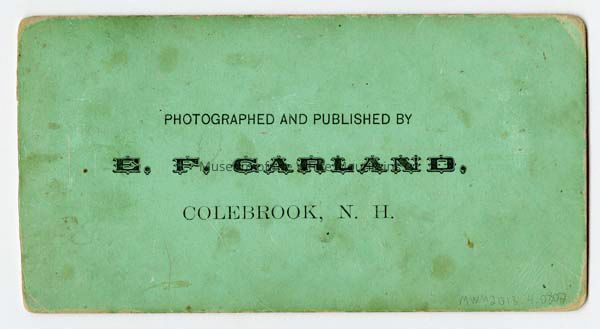 PHOTOGRAPHED AND PUBLISHED BY
E. F. GARLAND,
COLEBROOK, N. H.